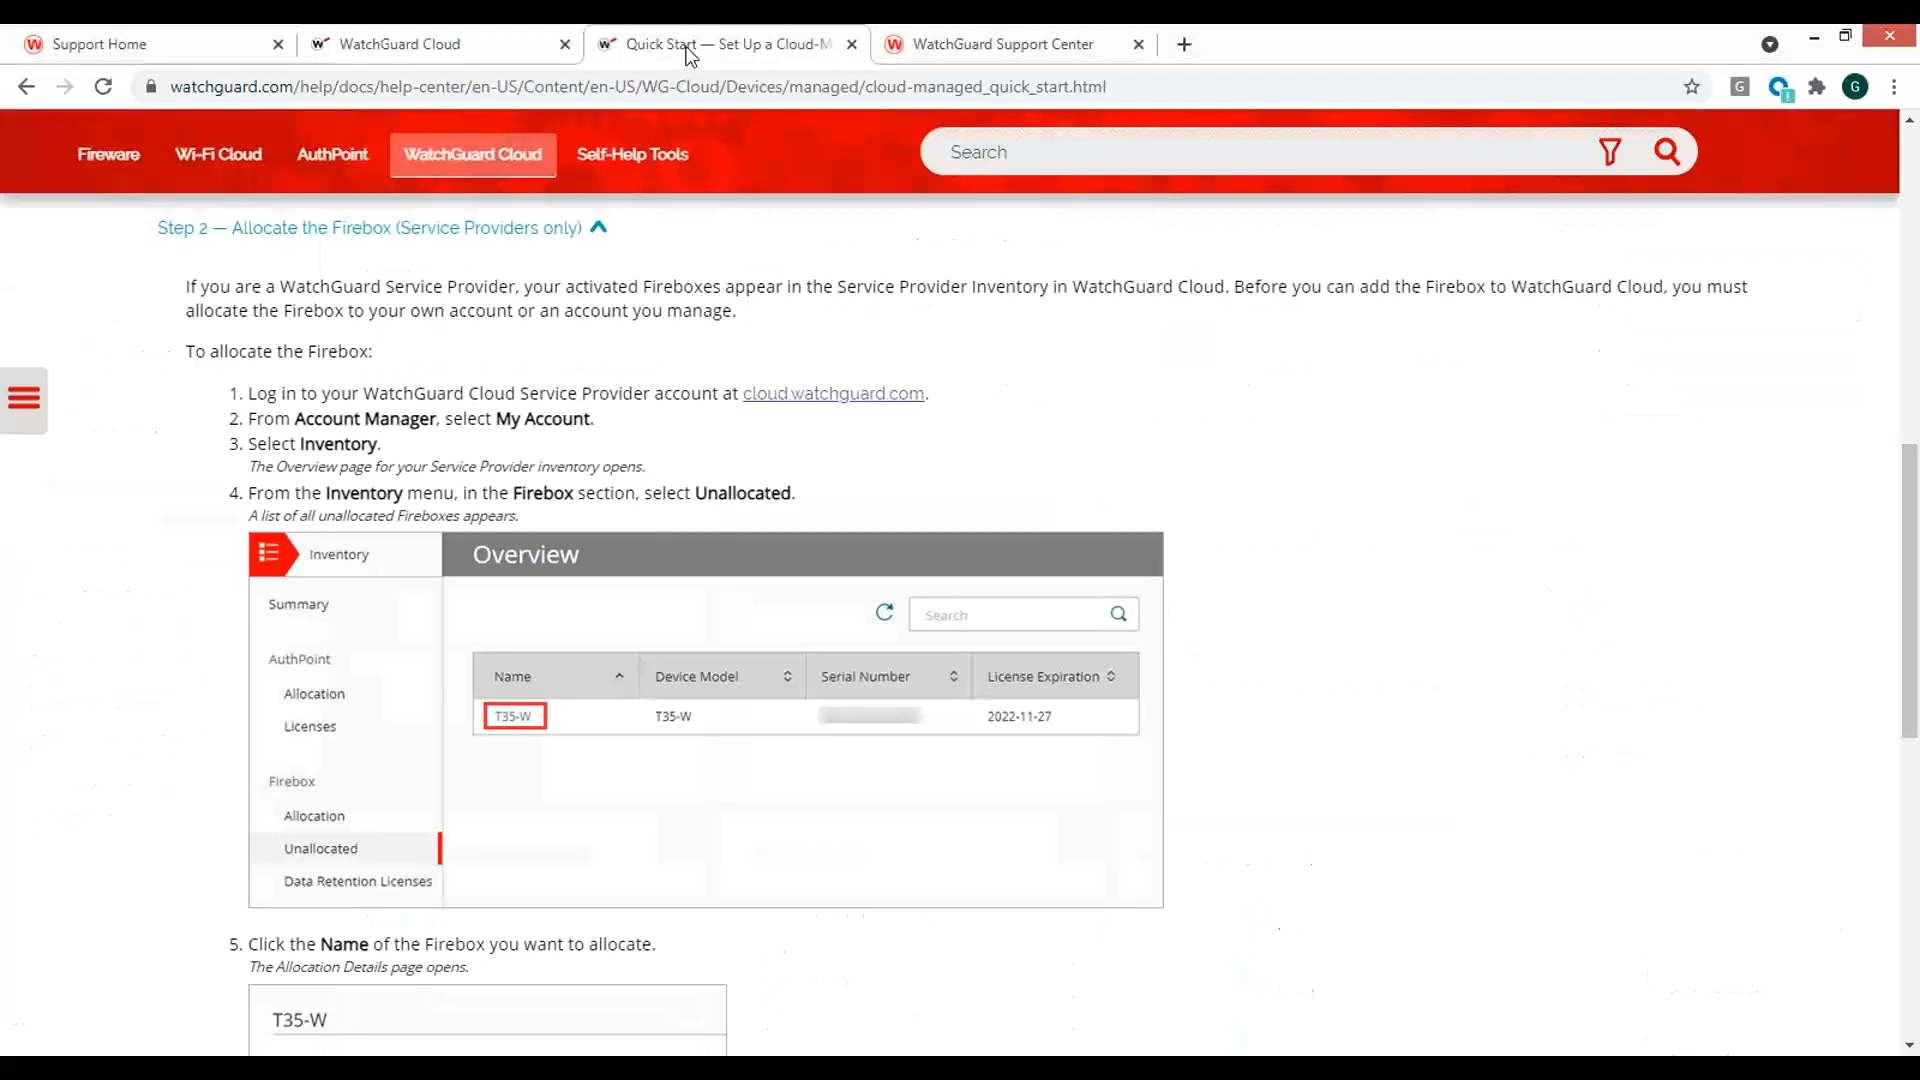 Support Home
WatchGuard Cloud
Quick Start — Set Up a Cloud-M
WatchGuard Support Center
watchguard.com/help/docs/help-center/en-US/Content/en-US/WG-Cloud/Devices/managed/cloud-managed_quick_start.html
G
G
Fireware
Wi-Fi Cloud
AuthPoint
WatchGuard Cloud
Self-Help Tools
Search
Step 2 — Allocate the Firebox (Service Providers only)
If you are a WatchGuard Service Provider, your activated Fireboxes appear in the Service Provider Inventory in WatchGuard Cloud. Before you can add the Firebox to WatchGuard Cloud, you must
allocate the Firebox to your own account or an account you manage.
To allocate the Firebox:
1. Log in to your WatchGuard Cloud Service Provider account at cloud.watchguard.com.
2. From Account Manager, select My Account.
3. Select Inventory.
The Overview page for your Service Provider inventory opens.
4. From the Inventory menu, in the Firebox section, select Unallocated.
A list of all unallocated Fireboxes appears.
Inventory
Overview
Summary
Search
AuthPoint
Allocation
Licenses
Name
Device Model
Serial Number
License Expiration
T35-W
T35-W
2022-11-27
Firebox
Allocation
Unallocated
Data Retention Licenses
5. Click the Name of the Firebox you want to allocate.
The Allocation Details page opens.
T35-W